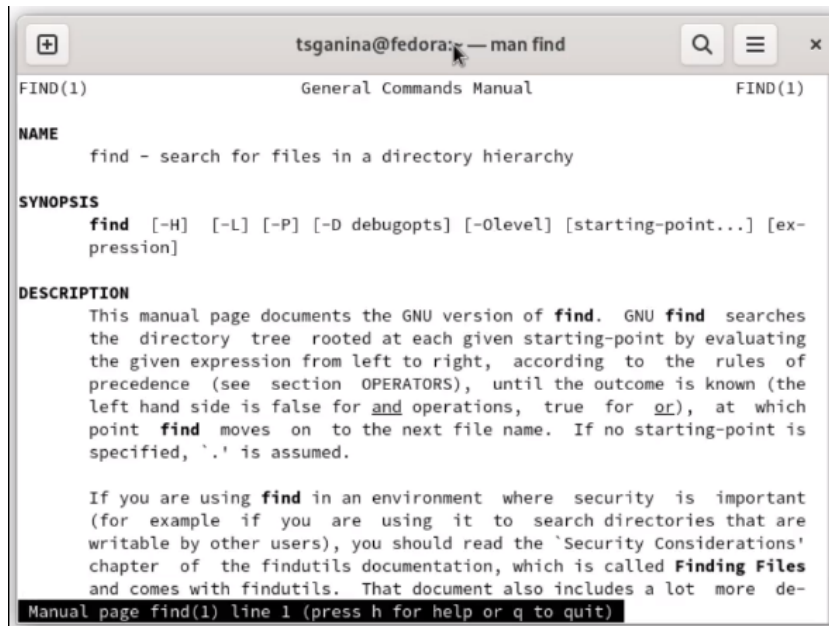 tsganina@fedora:~ — man find
FIND(1) General Commands Manual FIND(1)
NAME
find - search for files in a directory hierarchy
SYNOPSIS
find [-H] [-L] [-P] [-D debugopts] [-Olevel] [starting-point...] [ex-
pression]
DESCRIPTION
This manual page documents the GNU version of find. GNU find searches
the directory tree rooted at each given starting-point by evaluating
the given expression from left to right, according to the rules of
precedence (see section OPERATORS), until the outcome is known (the
left hand side is false for and operations, true for or), at which
point find moves on to the next file name. If no starting-point is
specified, `.' is assumed.
If you are using find in an environment where security is important
(for example if you are using it to search directories that are
writable by other users), you should read the `Security Considerations'
chapter of the findutils documentation, which is called Finding Files
and comes with findutils. That document also includes a lot more de-
Manual page find(1) line 1 (press h for help or q to quit)